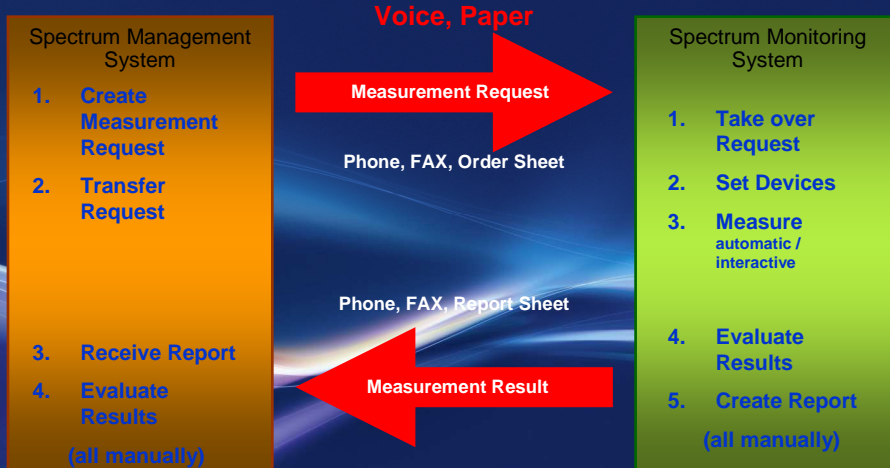 Voice, Paper
Spectrum Management
System
1. Create
Measurement
Request
2. Transfer
Request
3. Receive Report
4. Evaluate
Results
(all manually)
Measurement Request
Phone, FAX, Order Sheet
Phone, FAX, Report Sheet
Measurement Result
Spectrum Monitoring
System
1. Take over
Request
2. Set Devices
3. Measure
automatic /
interactive
4. Evaluate
Results
5. Create Report
(all manually)